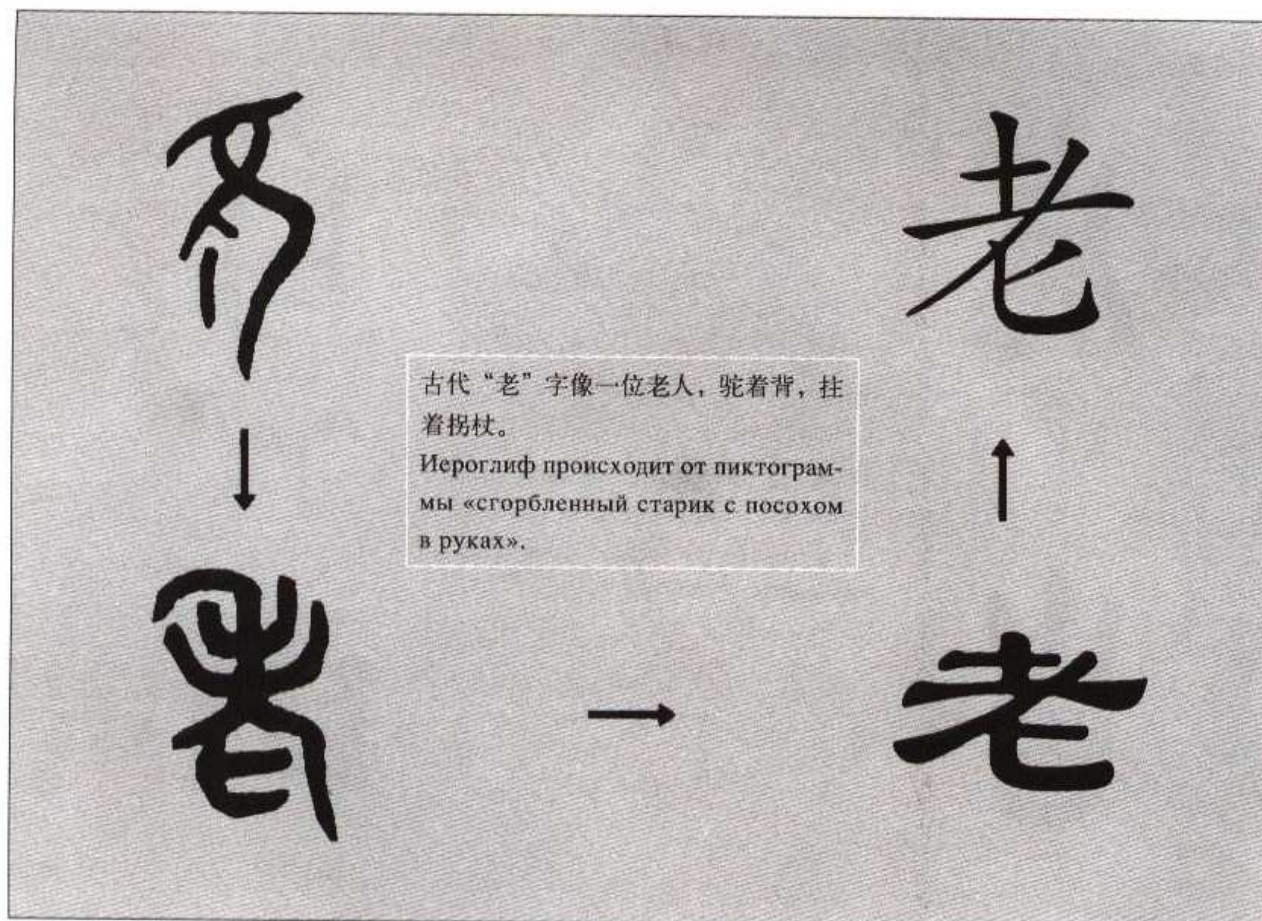 老
古代“老”字像一位老人，驼着背，拄
着拐杖。
Иероглиф происходит от пиктограм-
мы «сгорбленный старик с посохом
в руках».
老